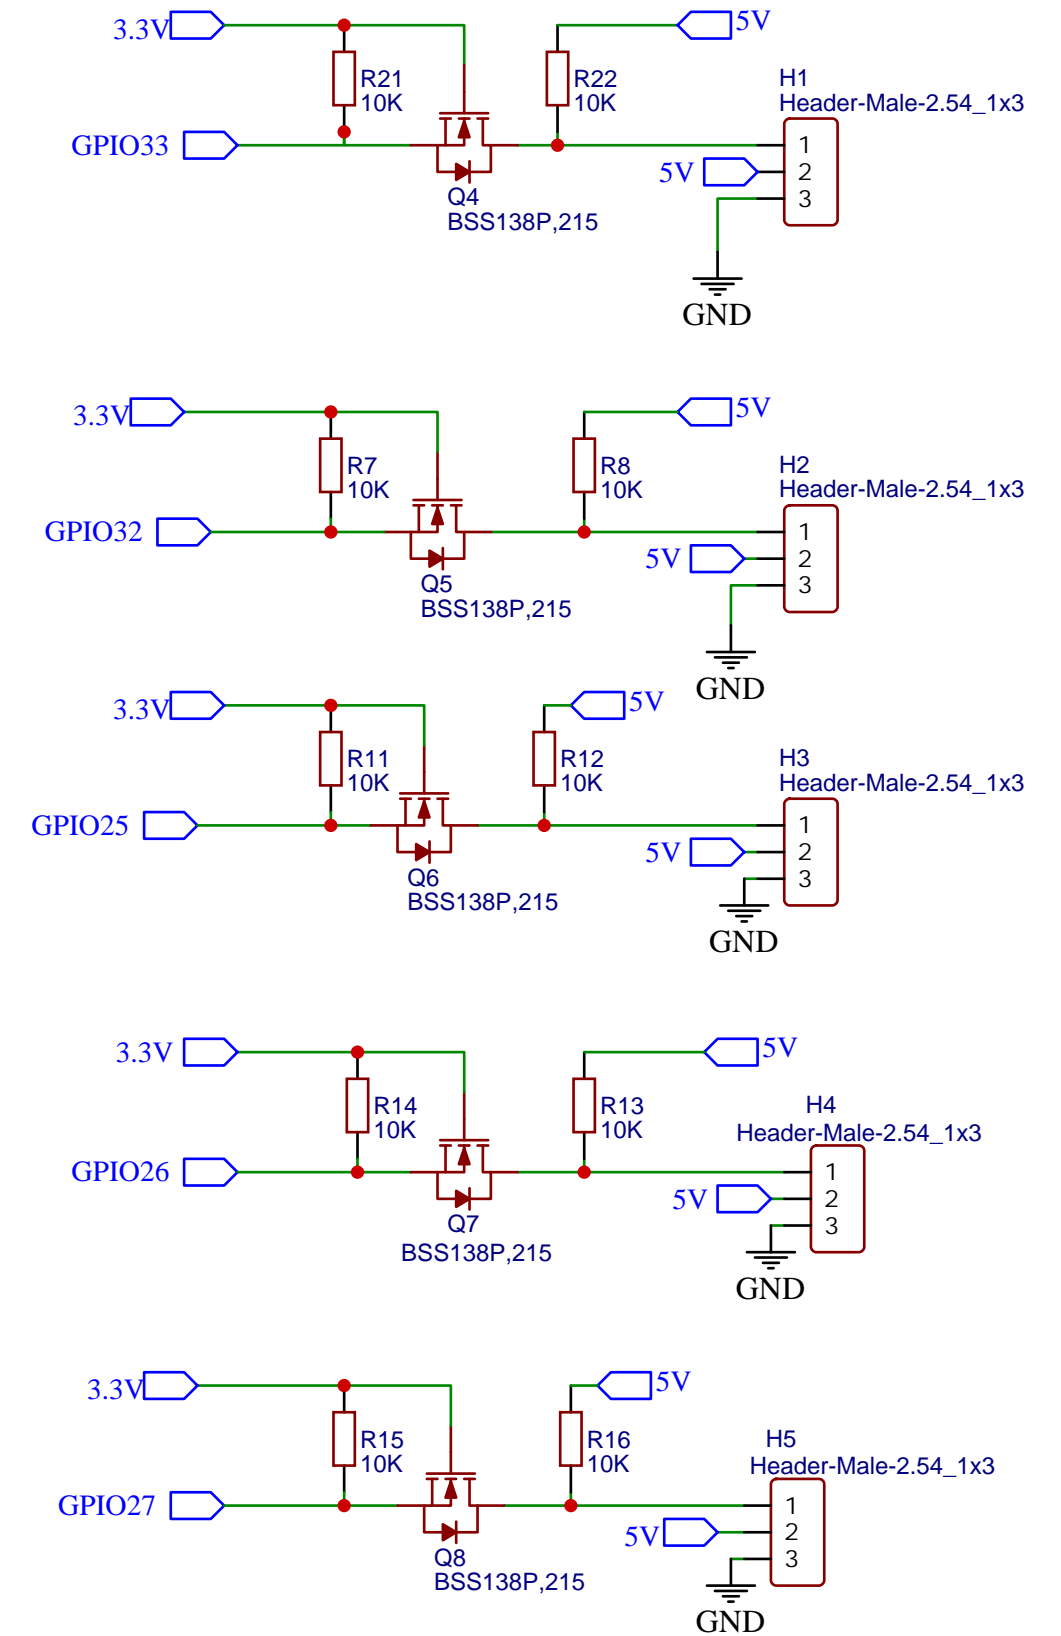 3.3V
5V
R21
10K
R22
10K
H1
Header-Male-2.54_1x3
GPIO33
1
5V
2
3
Q4
BSS138P,215
GND
3.3V
5V
R7
10K
R8
10K
H2
Header-Male-2.54_1x3
GPIO32
1
5V
2
3
Q5
BSS138P,215
GND
3.3V
5V
R11
10K
R12
10K
H3
Header-Male-2.54_1x3
GPIO25
1
5V
2
3
Q6
BSS138P,215
GND
3.3V
5V
R14
10K
R13
10K
H4
Header-Male-2.54_1x3
GPIO26
1
5V
2
3
Q7
BSS138P,215
GND
3.3V
5V
R15
10K
R16
10K
H5
Header-Male-2.54_1x3
GPIO27
1
5V
2
3
Q8
BSS138P,215
GND